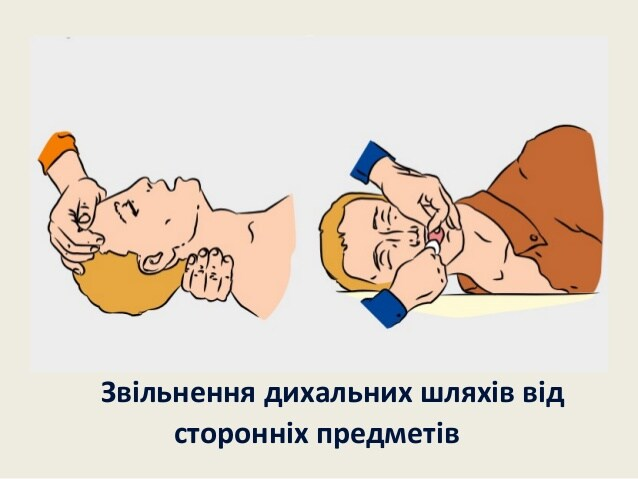 Звільнення дихальних шляхів від
сторонніх предметів